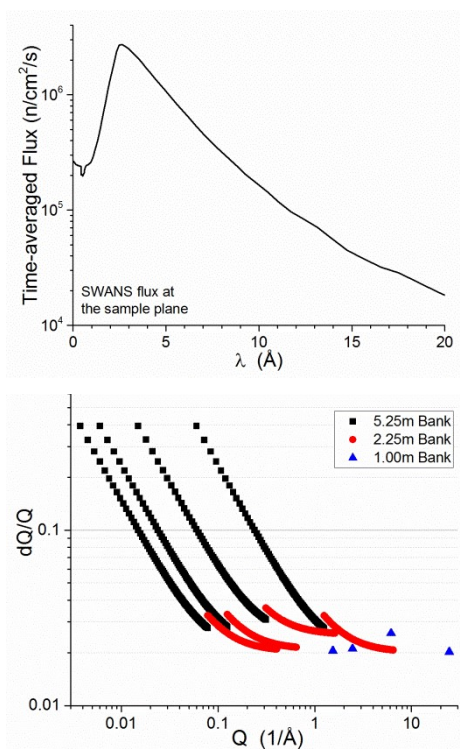 Time-averaged Flux (n/cm²/s)
10⁶
10⁵
10⁴
SWANS flux at
the sample plane
0 5 10 15 20
λ (Å)
5.25m Bank
2.25m Bank
1.00m Bank
dQ/Q
0.1
0.01
0.01 0.1 1 10
Q (1/Å)